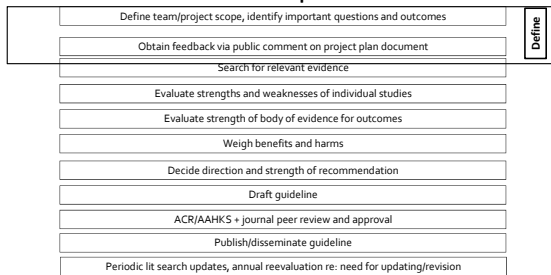 Define team/project scope, identify important questions and outcomes
Define
Obtain feedback via public comment on project plan document
Search for relevant evidence
Evaluate strengths and weaknesses of individual studies
Evaluate strength of body of evidence for outcomes
Weigh benefits and harms
Decide direction and strength of recommendation
Draft guideline
ACR/AAHKS + journal peer review and approval
Publish/disseminate guideline
Periodic lit search updates, annual reevaluation re: need for updating/revision